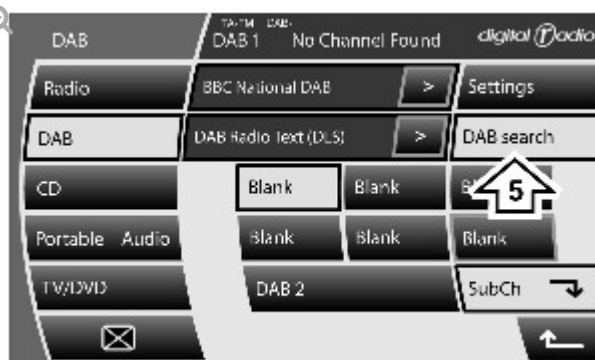 DAB
TA-TM DAB-
DAB 1 No Channel Found
digital radio
Radio
BBC National DAB
>
Settings
DAB
DAB Radio Text (DLS)
>
DAB search
CD
Blank
Blank
5
Portable Audio
Blank
Blank
Blank
TV/DVD
DAB 2
SubCh